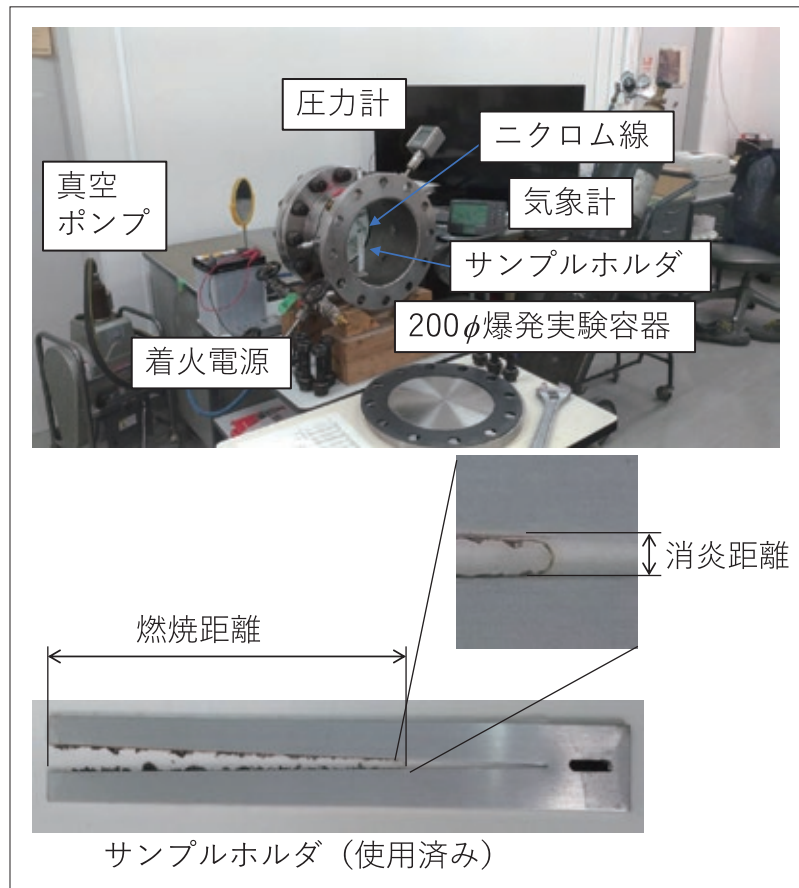 圧力計
ニクロム線
真空
ポンプ
気象計
サンプルホルダ
200ϕ爆発実験容器
着火電源
消炎距離
燃焼距離
サンプルホルダ（使用済み）